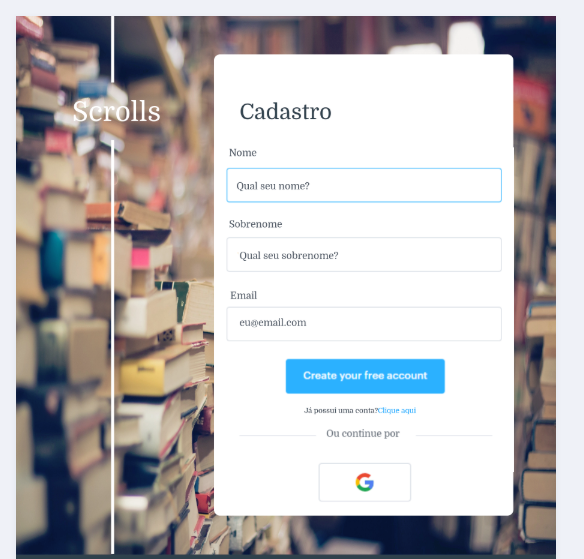 Scrolls
Cadastro
Nome
Qual seu nome?
Sobrenome
Qual seu sobrenome?
Email
eu@email.com
Create your free account
Já possui uma conta?Clique aqui
Ou continue por
G